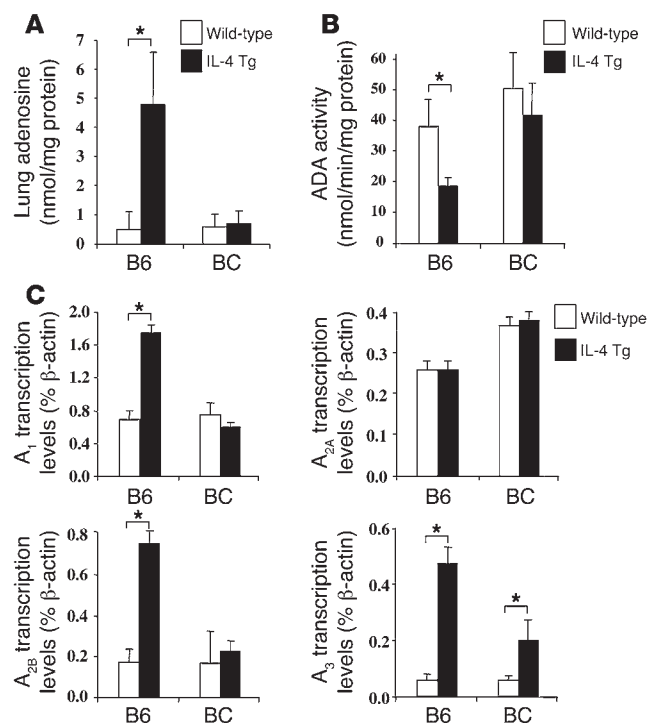 A
Wild-type
IL-4 Tg
*
Lung adenosine
(nmol/mg protein)
7
6
5
4
3
2
1
0
B6
BC
B
Wild-type
IL-4 Tg
*
ADA activity
(nmol/min/mg protein)
60
50
40
30
20
10
0
B6
BC
C
*
A1 transcription
levels (% β-actin)
2.0
1.6
1.2
0.8
0.4
0.0
B6
BC
Wild-type
IL-4 Tg
A2A transcription
levels (% β-actin)
0.4
0.3
0.2
0.1
0.0
B6
BC
*
A2B transcription
levels (% β-actin)
0.8
0.6
0.4
0.2
0.0
B6
BC
*
*
A3 transcription
levels (% β-actin)
0.6
0.4
0.2
0.0
B6
BC